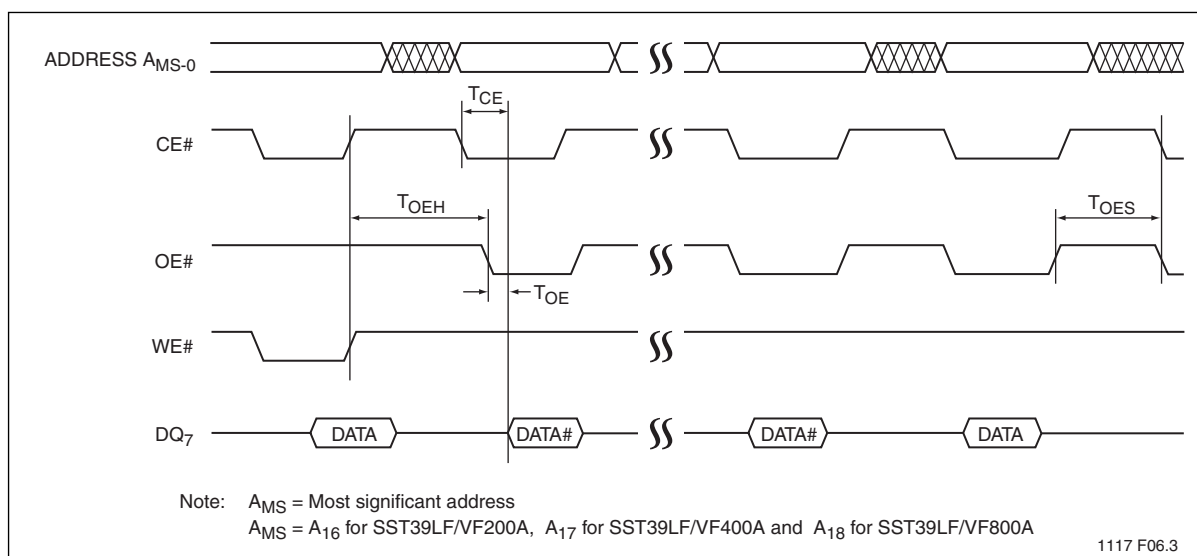 ADDRESS AMS-0
TCE
CE#
TOEH
TOES
OE#
TOE
WE#
DQ7
DATA
DATA#
DATA#
DATA
Note: AMS = Most significant address
AMS = A16 for SST39LF/VF200A, A17 for SST39LF/VF400A and A18 for SST39LF/VF800A
1117 F06.3